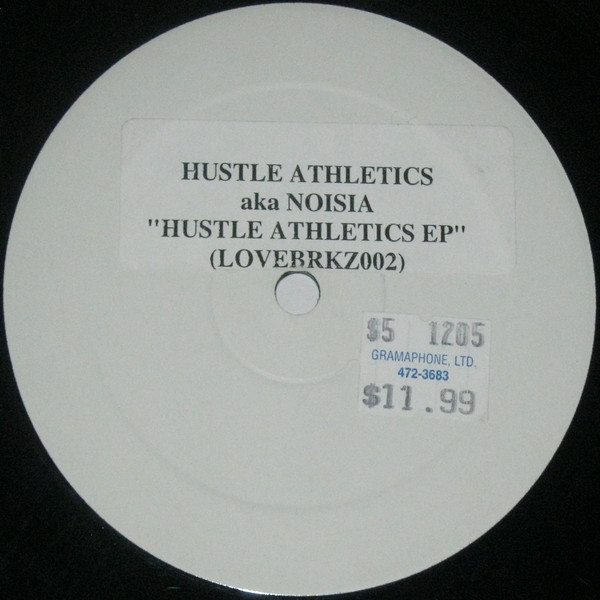 HUSTLE ATHLETICS
aka NOISIA
"HUSTLE ATHLETICS EP"
(LOVEBRKZ002)
$5 1205
GRAMAPHONE, LTD.
472-3683
$11.99